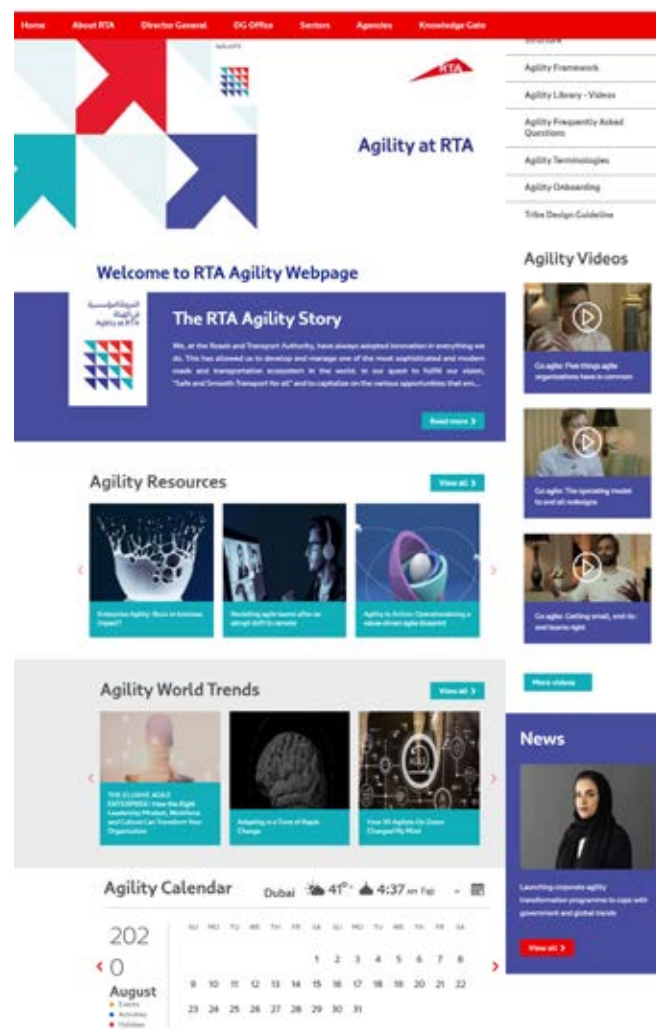 Home About RTA Director General DG Office Sectors Agencies Knowledge Gate
Structure
Agility Framework
Agility Library - Videos
Agility Frequently Asked
Questions
Agility Terminologies
Agility Onboarding
Tribe Design Guideline
Agility at RTA
RTA
Agility at RTA
Welcome to RTA Agility Webpage
Agility at RTA
The RTA Agility Story
We, at the Roads and Transport Authority, have always adopted innovation in everything we
do. This has allowed us to develop and manage one of the most sophisticated and modern
roads and transportation ecosystem in the world. In our quest to fulfill our vision,
"Safe and Smooth Transport for all" and to capitalize on the various opportunities that em...
Read more
Agility Resources
View all
Enterprise Agility: Buzz or business
impact?
Revisiting agile teams after an
abrupt shift to remote
Agility in Action: Operationalizing a
value-driven agile blueprint
Agility World Trends
View all
THE ELUSIVE AGILE
ENTERPRISE: How the Right
Leadership Mindset, Workforce
and Culture Can Transform Your
Organization
Adapting in a Time of Rapid
Change
Your 30 Agilists On Zoom
Changed My Mind
Agility Calendar
Dubai 41° 4:37 AM Fajr
202
0
August
Events
Activities
Holidays
SU MO TU WE TH FR SA SU MO TU WE TH FR SA
1 2 3 4 5 6 7 8
9 10 11 12 13 14 15 16 17 18 19 20 21 22
23 24 25 26 27 28 29 30 31
Agility Videos
Go agile: Five things agile
organizations have in common
Go agile: The operating model
to end all redesigns
Go agile: Getting small, end-to-
end teams right
More videos
News
Launching corporate agility
transformation programme to cope with
government and global trends
View all